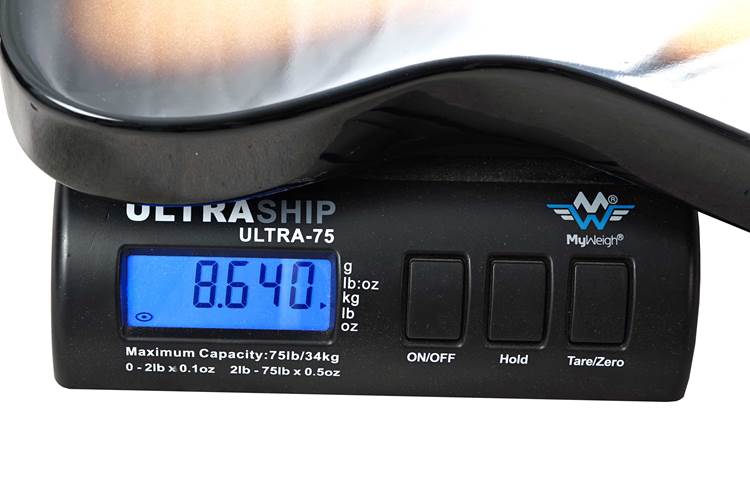 ULTRASHIP
ULTRA-75
MyWeigh®
8.640
g
lb:oz
kg
lb
oz
ON/OFF
Hold
Tare/Zero
Maximum Capacity:75lb/34kg
0 - 2lb x 0.1oz 2lb - 75lb x 0.5oz